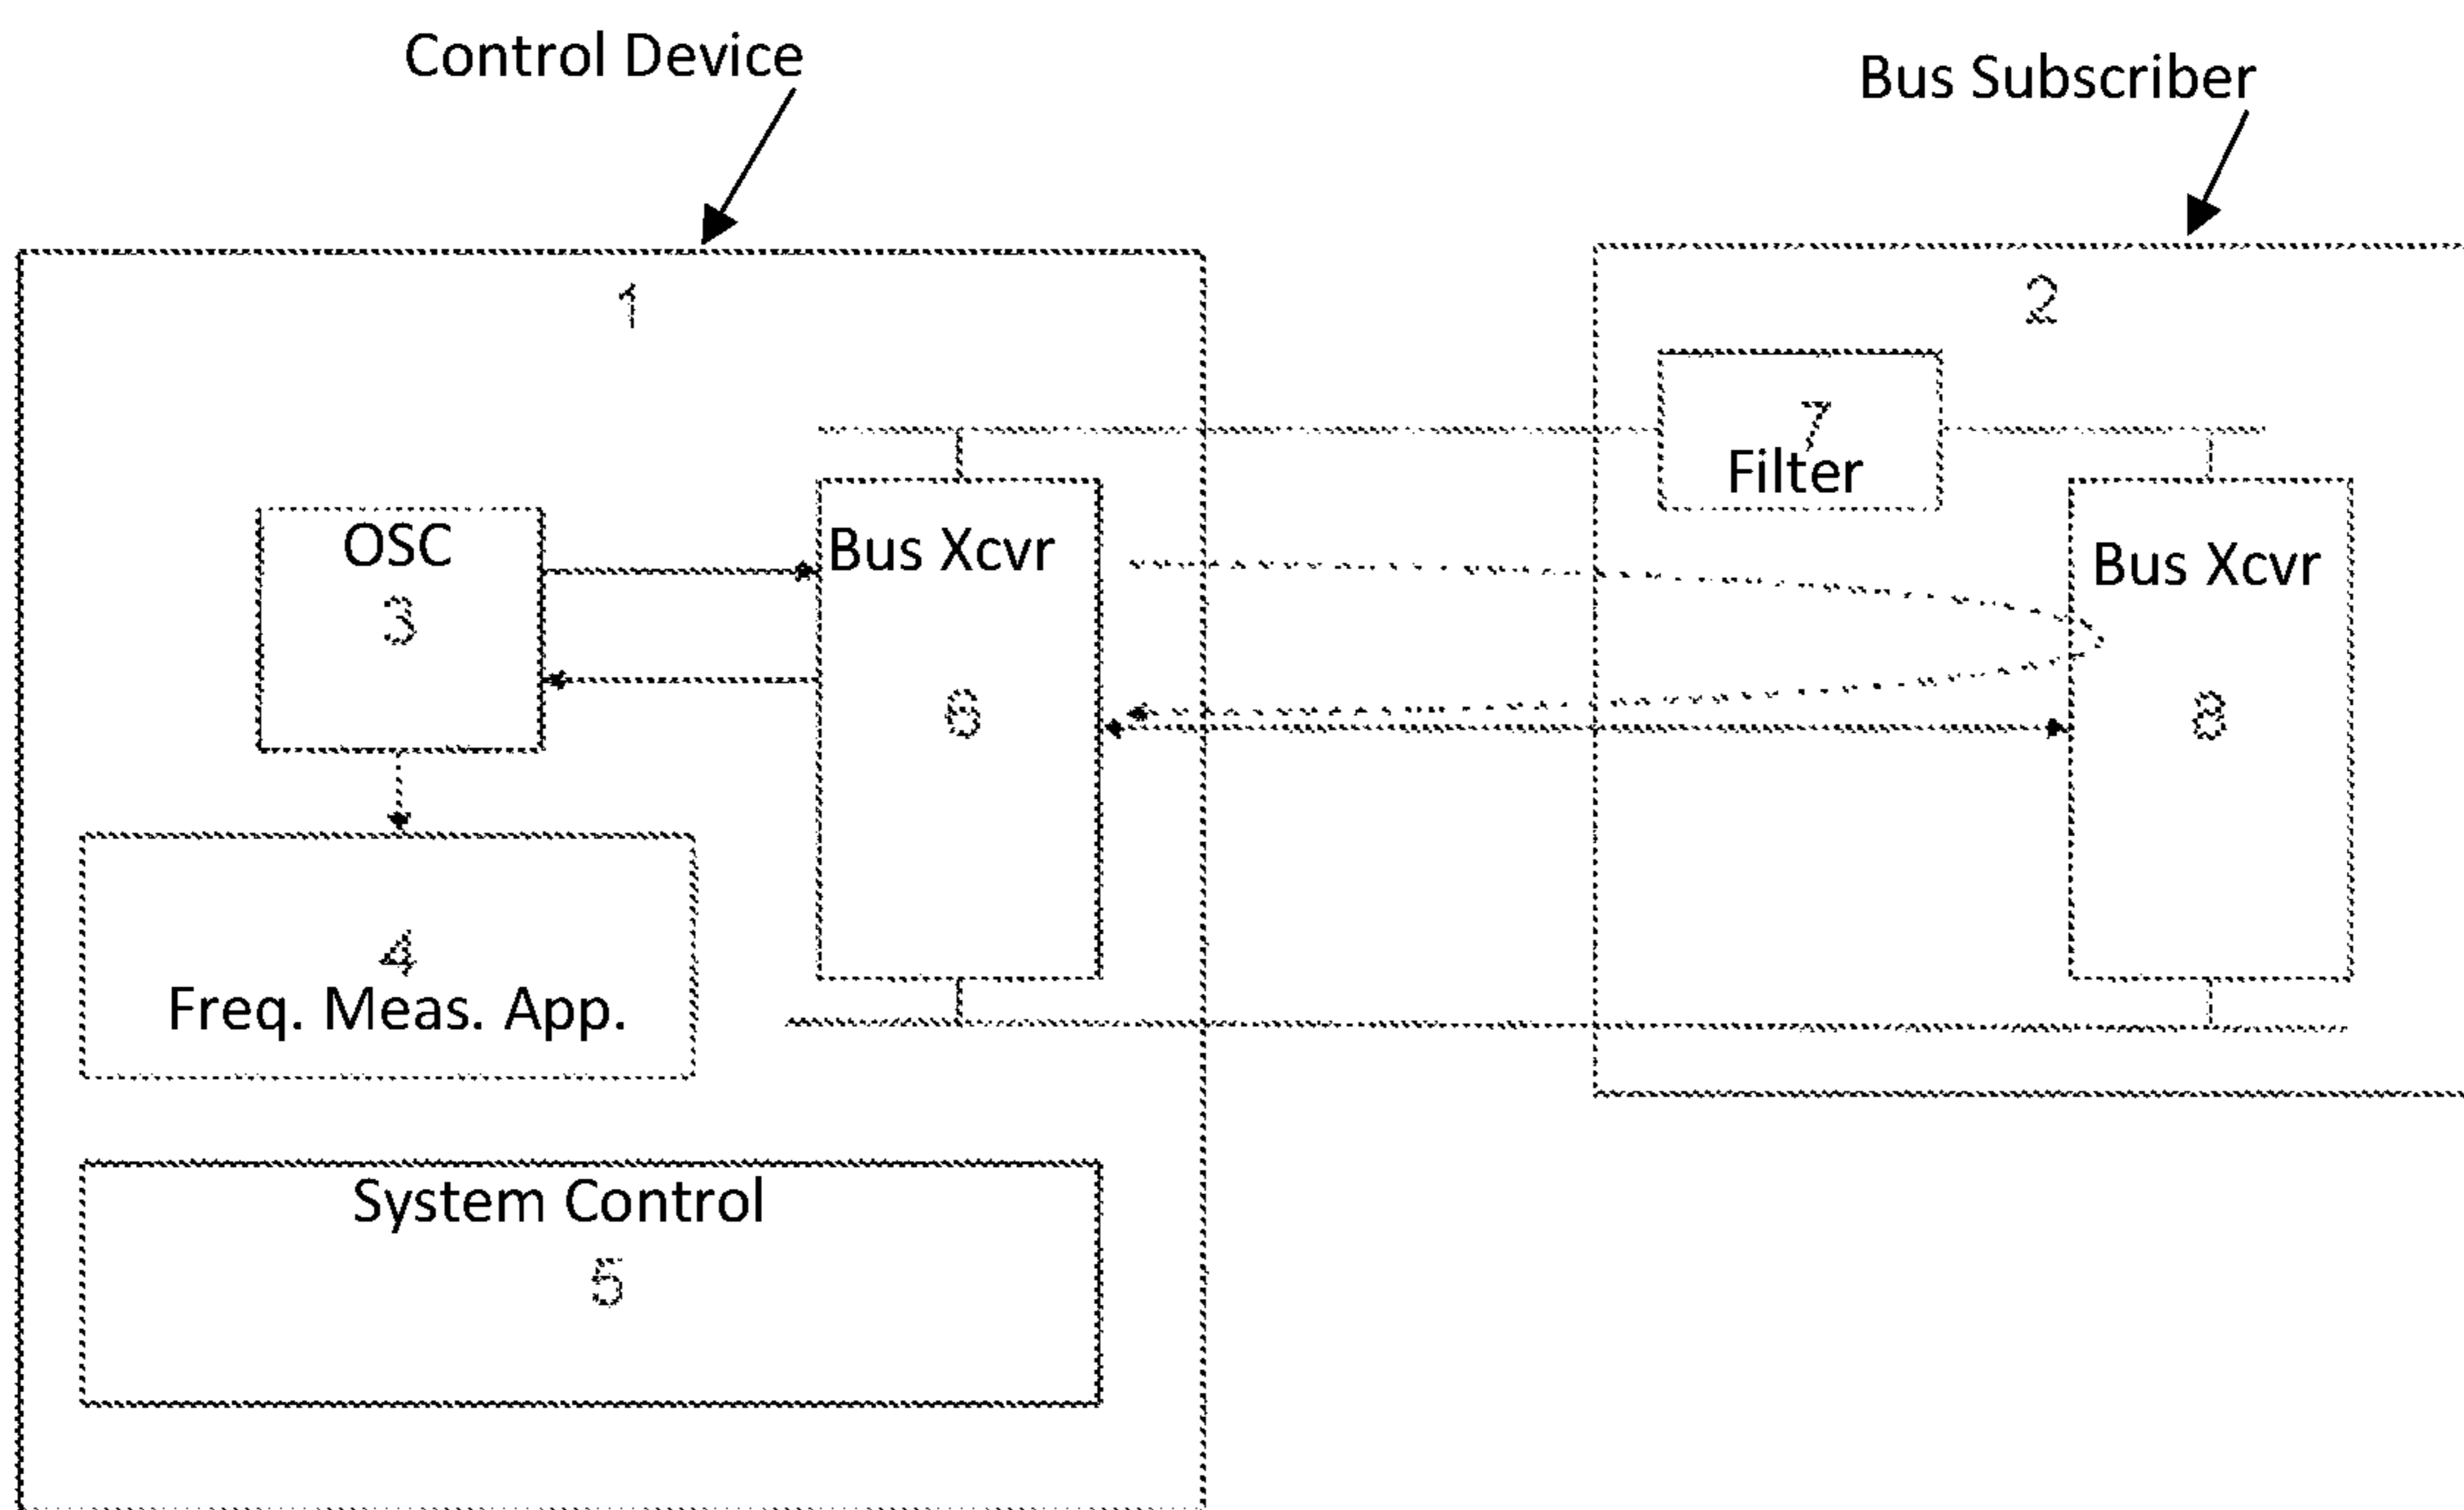 Control Device
Bus Subscriber
1
2
7
Filter
OSC
3
Bus Xcvr
6
Bus Xcvr
8
4
Freq. Meas. App.
System Control
5